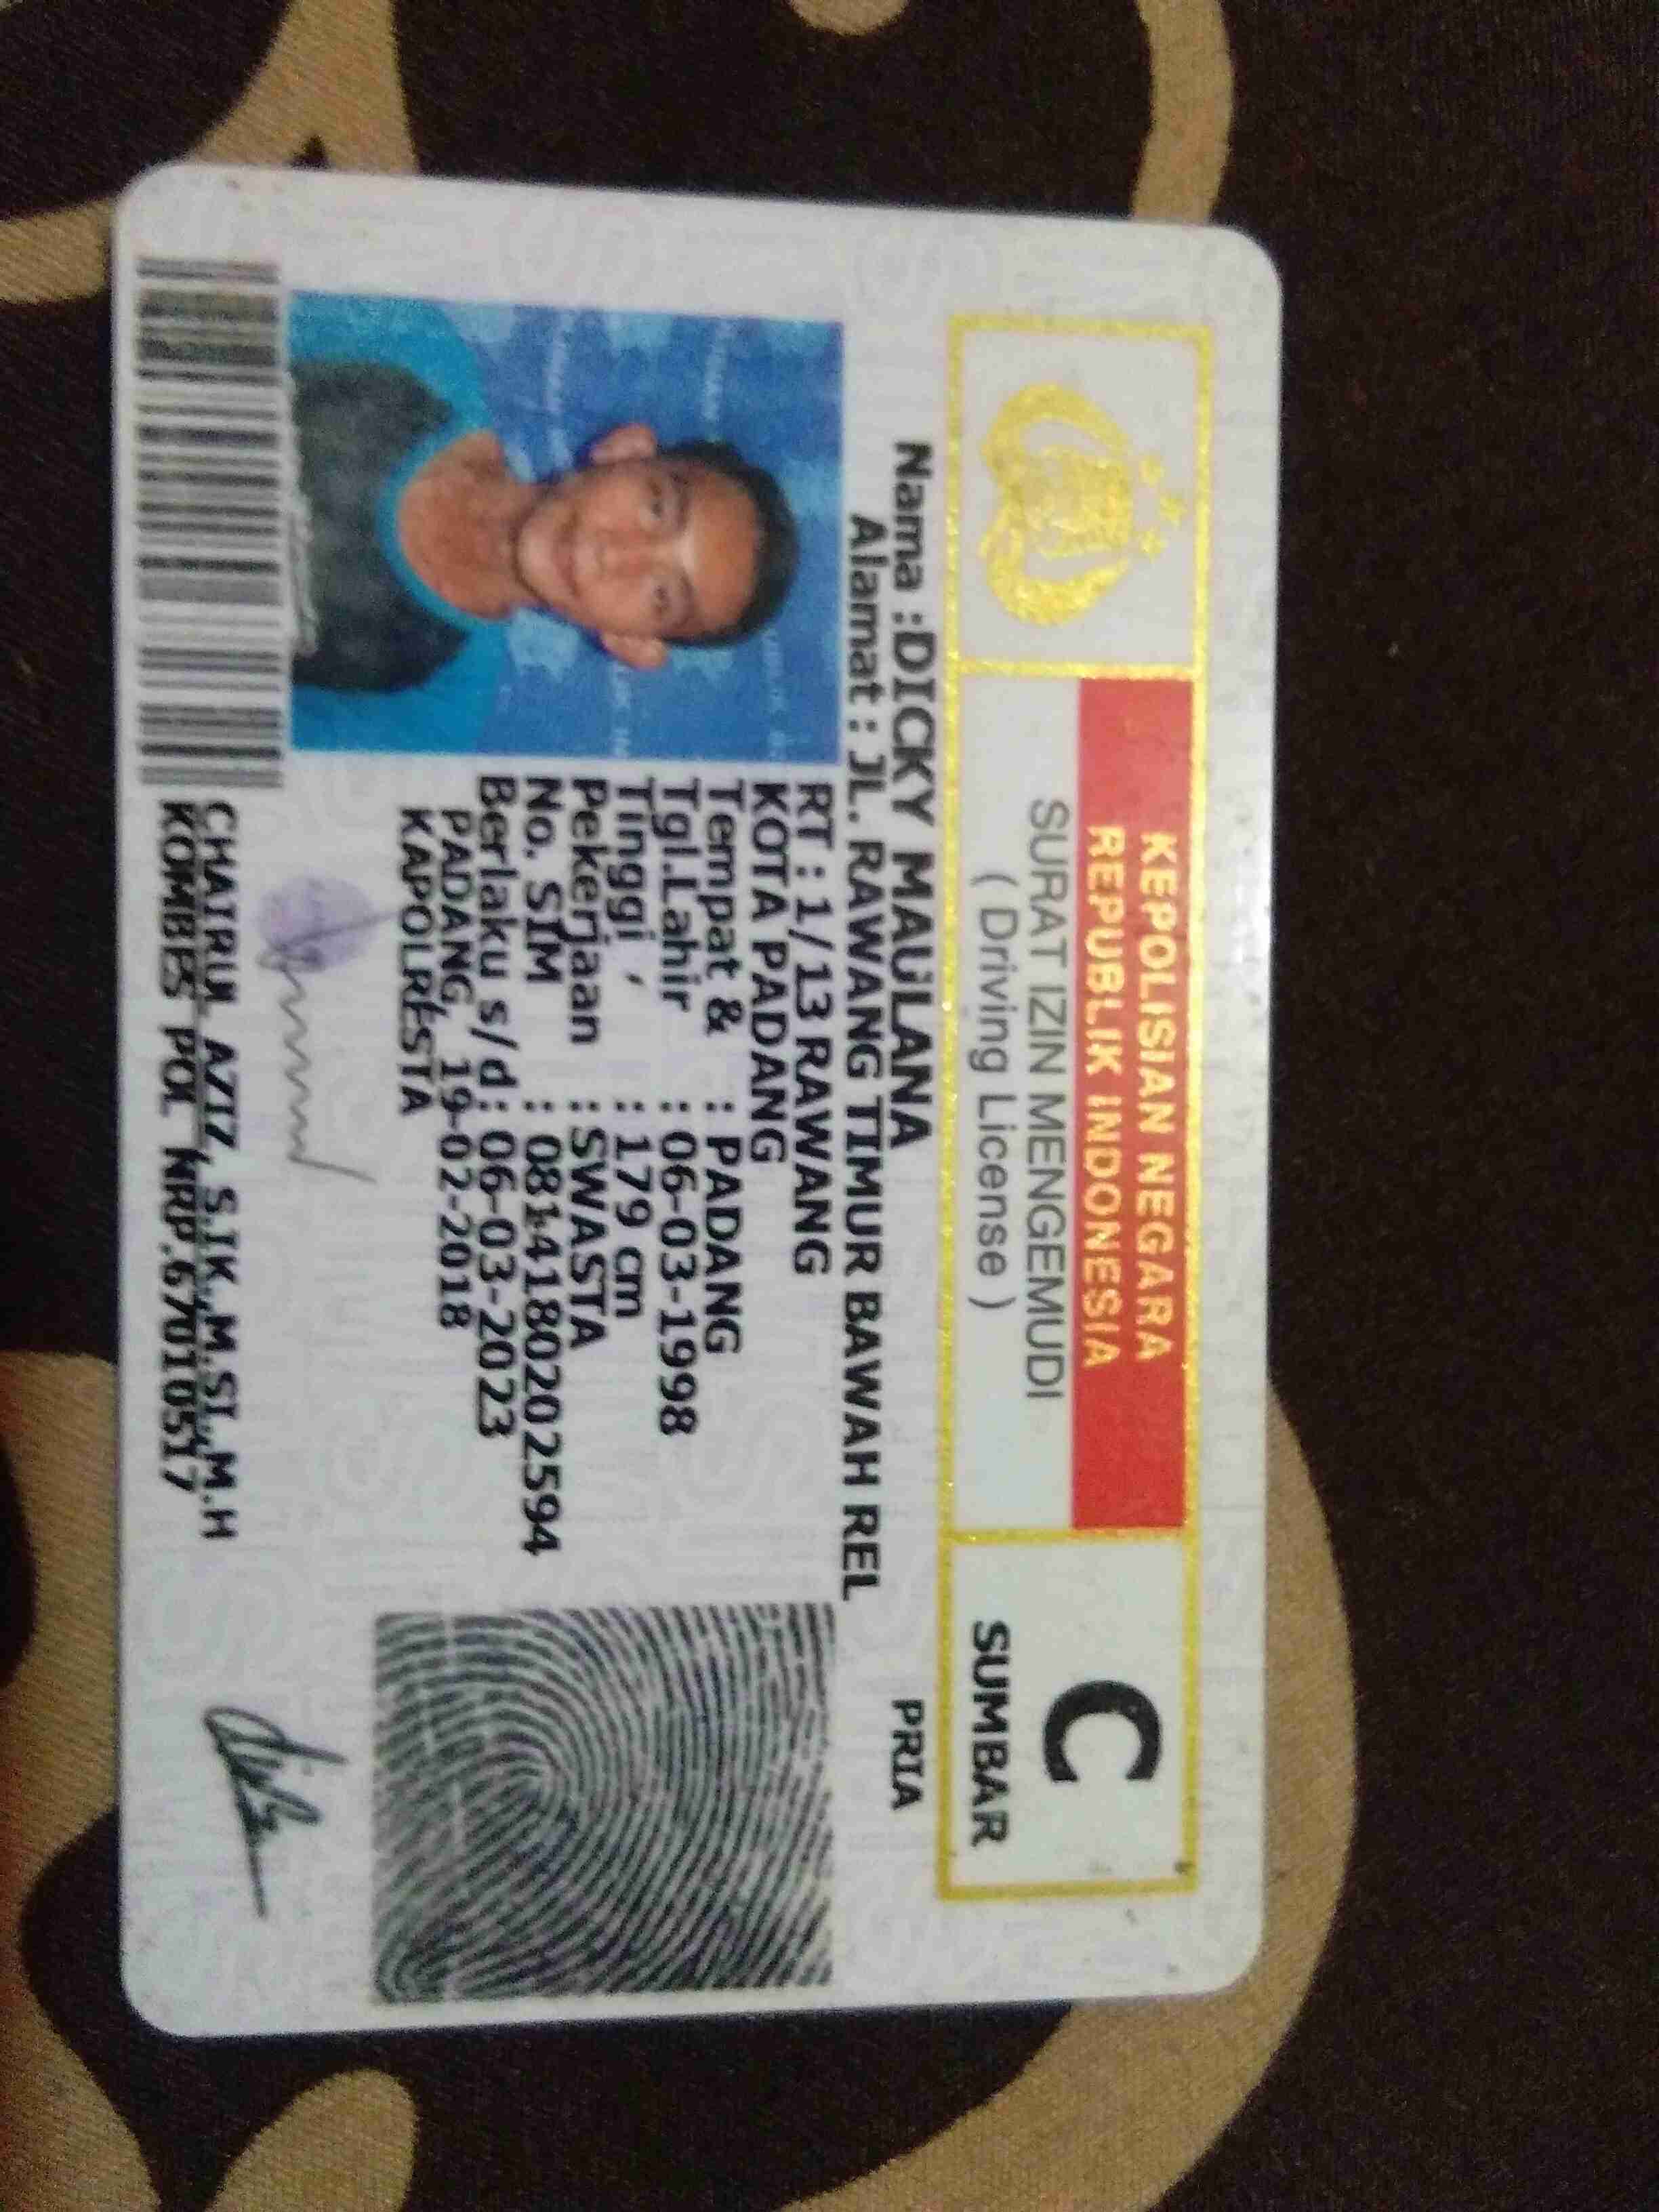 KEPOLISIAN NEGARA
REPUBLIK INDONESIA
SURAT IZIN MENGEMUDI
( Driving License )
C
SUMBAR
Nama :DICKY MAULANA PRIA
Alamat : JL. RAWANG TIMUR BAWAH REL
RT : 1/13 RAWANG
KOTA PADANG
Tempat & : PADANG
Tgl.Lahir : 06-03-1998
Tinggi : 179 cm
Pekerjaan : SWASTA
No. SIM : 08144180202594
Berlaku s/d : 06-03-2023
PADANG, 19-02-2018
KAPOLRESTA
CHAIRUL AZIZ, S.IK.,M.SI.,M.H
KOMBES POL NRP.67010517